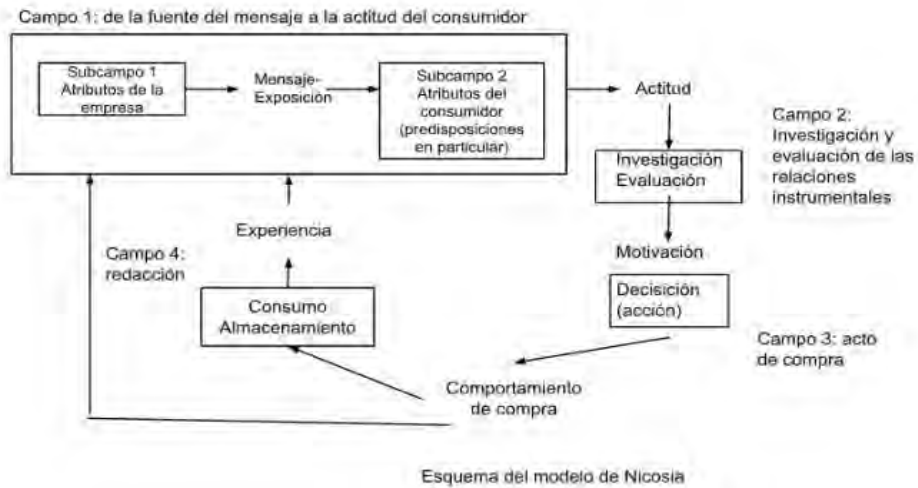 Campo 1: de la fuente del mensaje a la actitud del consumidor
Subcampo 1
Atributos de la
empresa
Mensaje-
Exposición
Subcampo 2
Atributos del
consumidor
(predisposiciones
en particular)
Actitud
Campo 2:
Investigación y
evaluación de las
relaciones
instrumentales
Investigación
Evaluación
Motivación
Decisición
(acción)
Campo 3: acto
de compra
Comportamiento
de compra
Consumo
Almacenamiento
Experiencia
Campo 4:
redacción
Esquema del modelo de Nicosia